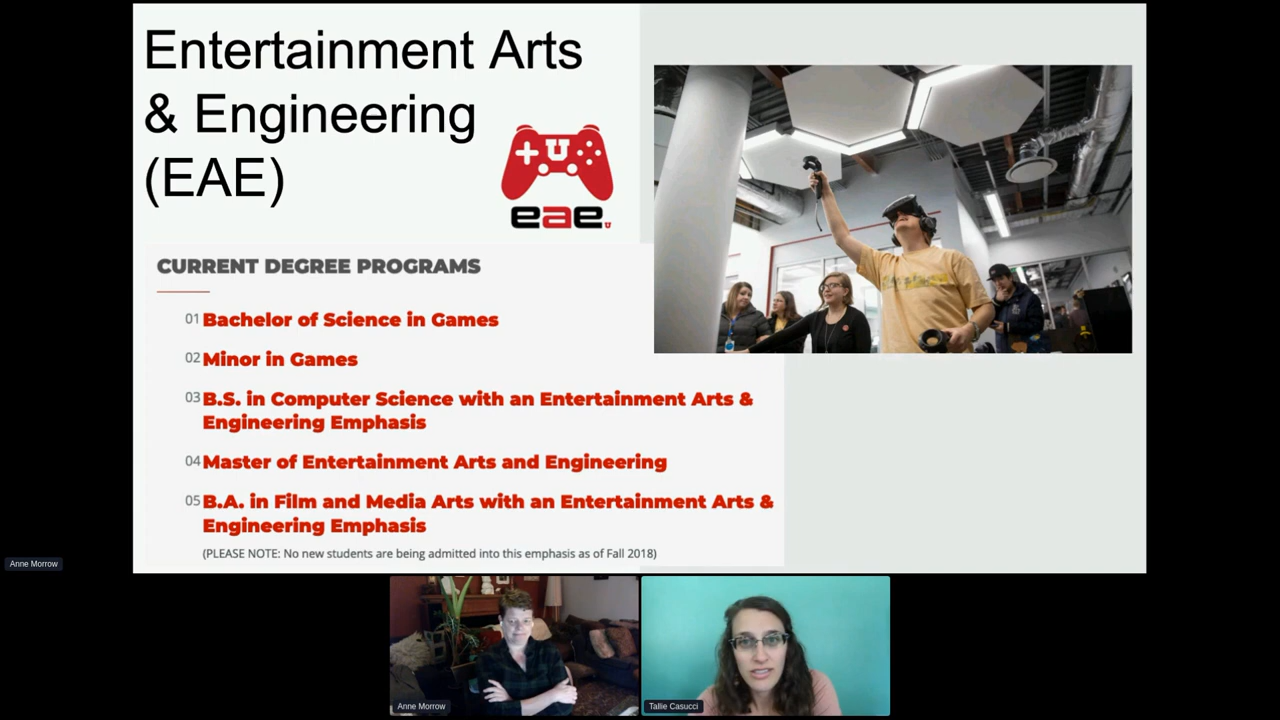 Entertainment Arts
& Engineering
(EAE)
U
eae
U
CURRENT DEGREE PROGRAMS
01 Bachelor of Science in Games
02 Minor in Games
03 B.S. in Computer Science with an Entertainment Arts &
Engineering Emphasis
04 Master of Entertainment Arts and Engineering
05 B.A. in Film and Media Arts with an Entertainment Arts &
Engineering Emphasis
(PLEASE NOTE: No new students are being admitted into this emphasis as of Fall 2018)
Anne Morrow
Anne Morrow
Tallie Casucci